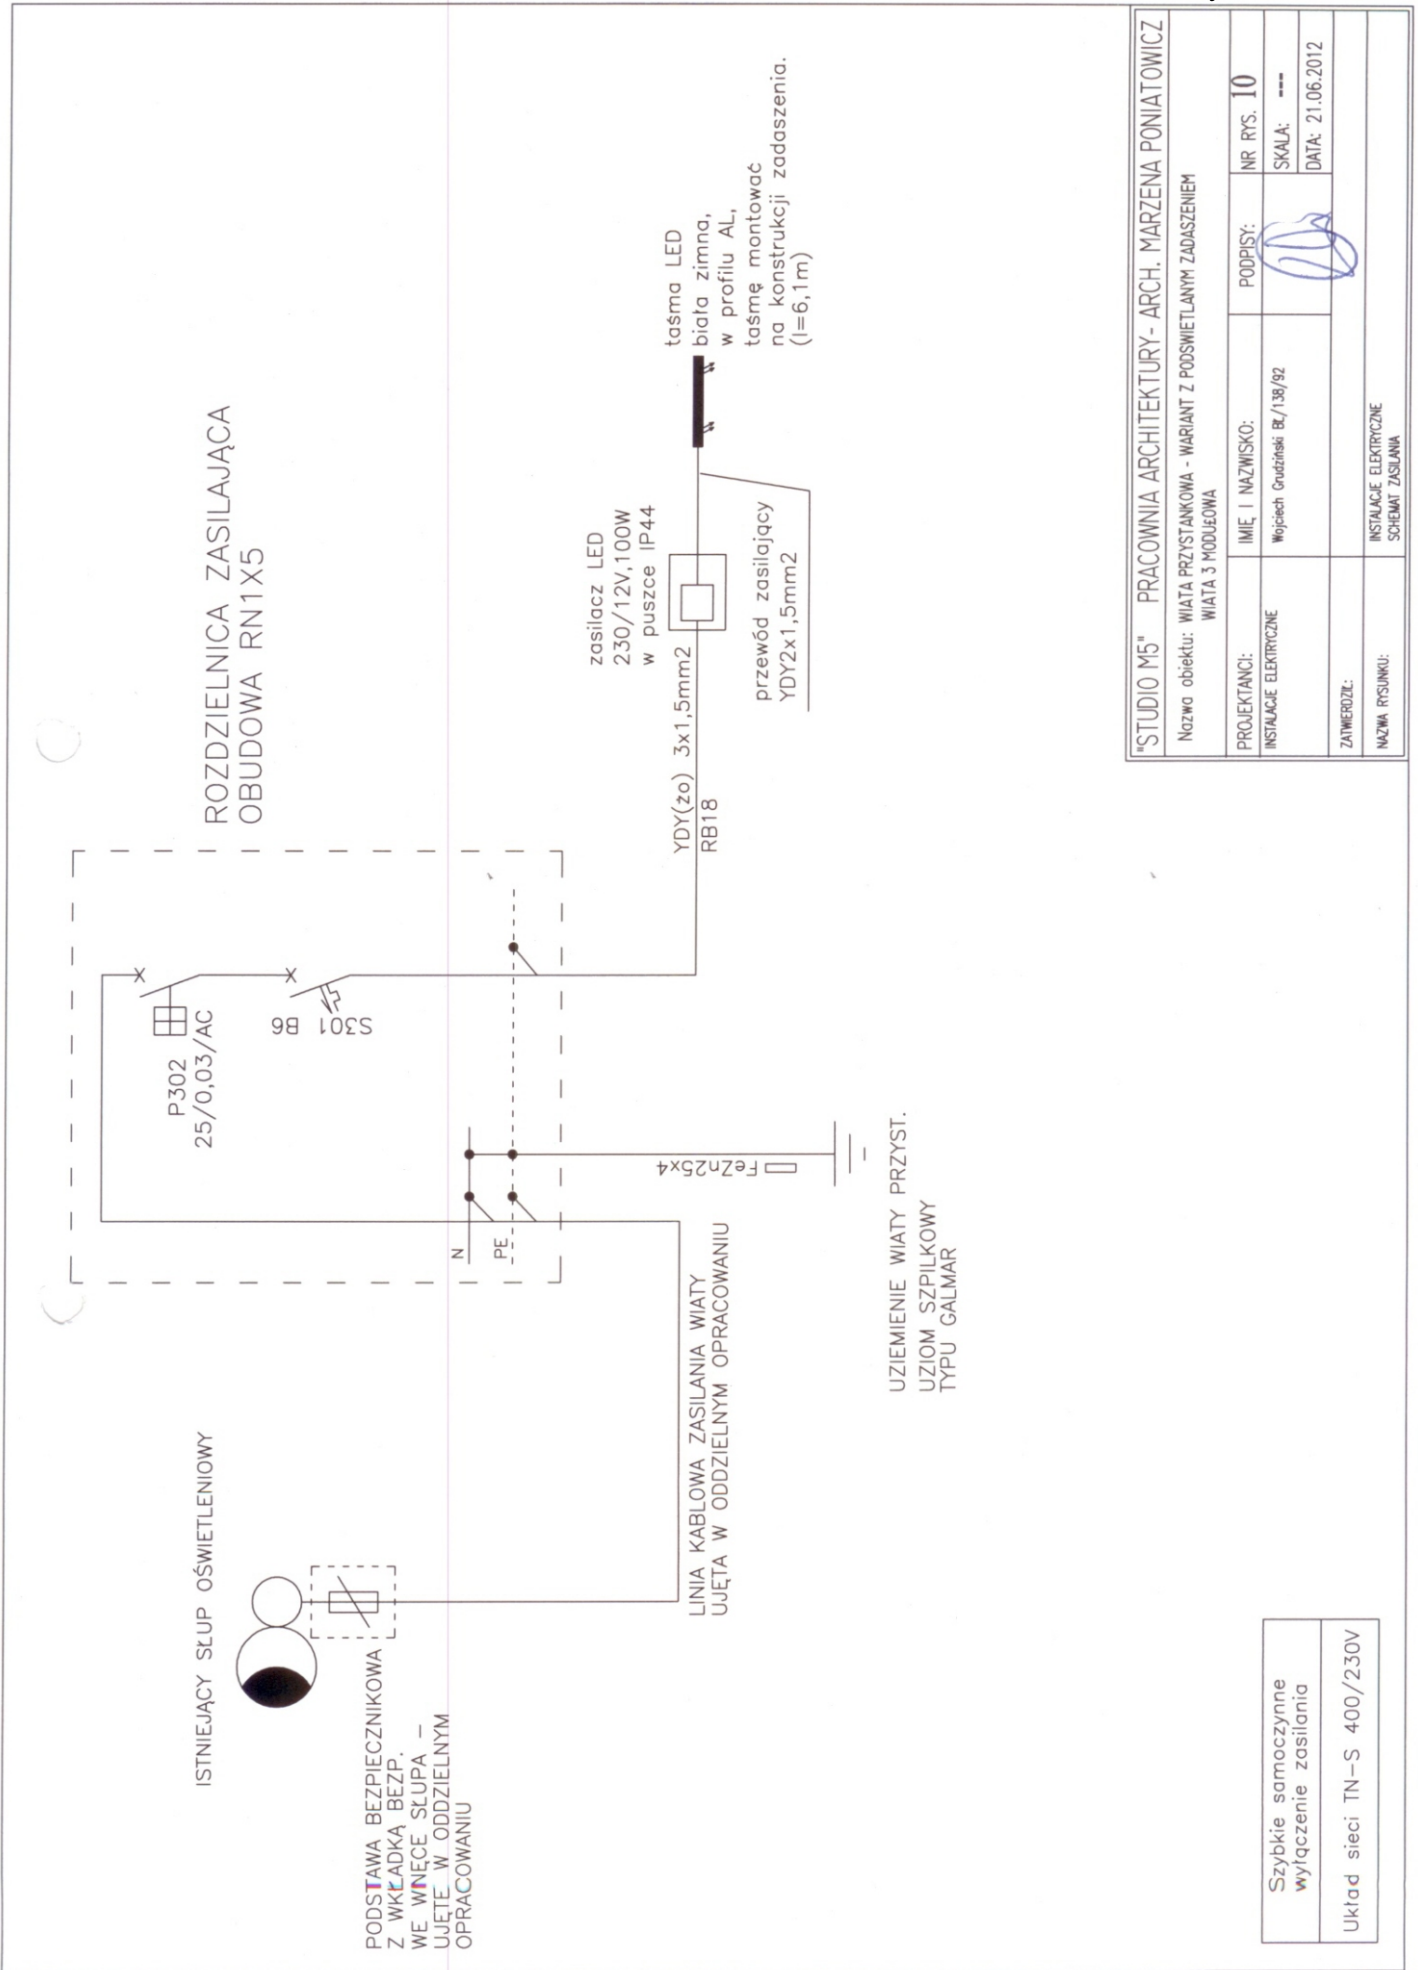 ISTNIEJĄCY SŁUP OŚWIETLENIOWY
PODSTAWA BEZPIECZNIKOWA
Z WKŁADKĄ BEZP.
WE WNĘCE SŁUPA –
UJĘTE W ODDZIELNYM
OPRACOWANIU
LINIA KABLOWA ZASILANIA WIATY
UJĘTA W ODDZIELNYM OPRACOWANIU
ROZDZIELNICA ZASILAJĄCA
OBUDOWA RN1X5
P302
25/0,03/AC
S301 B6
N
PE
FeZn25x4
UZIEMIENIE WIATY PRZYST.
UZIOM SZPILKOWY
TYPU GALMAR
YDY(żo) 3x1,5mm2
RB18
zasilacz LED
230/12V,100W
w puszce IP44
przewód zasilający
YDY2x1,5mm2
taśma LED
biała zimna,
w profilu AL,
taśmę montować
na konstrukcji zadaszenia.
(l=6,1m)
Szybkie samoczynne
wyłączenie zasilania
Układ sieci TN–S 400/230V
"STUDIO M5" PRACOWNIA ARCHITEKTURY- ARCH. MARZENA PONIATOWICZ
Nazwa obiektu: WIATA PRZYSTANKOWA - WARIANT Z PODSWIETLANYM ZADASZENIEM
WIATA 3 MODUŁOWA
PROJEKTANCI: IMIĘ I NAZWISKO: PODPISY: NR RYS. 10
INSTALACJE ELEKTRYCZNE Wojciech Grudziński BŁ/138/92 SKALA: ---
DATA: 21.06.2012
ZATWIERDZIŁ:
NAZWA RYSUNKU: INSTALACJE ELEKTRYCZNE
SCHEMAT ZASILANIA